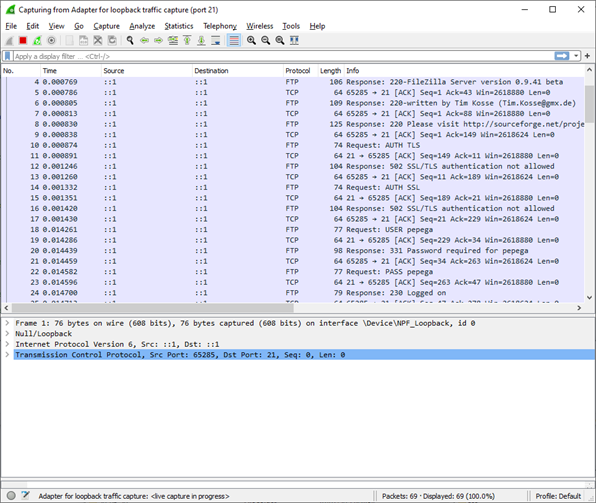 Capturing from Adapter for loopback traffic capture (port 21)
File Edit View Go Capture Analyze Statistics Telephony Wireless Tools Help
Apply a display filter ... <Ctrl-/>
No. Time Source Destination Protocol Length Info
4 0.000769 ::1 ::1 FTP 106 Response: 220-FileZilla Server version 0.9.41 beta
5 0.000786 ::1 ::1 TCP 64 65285 → 21 [ACK] Seq=1 Ack=43 Win=2618880 Len=0
6 0.000805 ::1 ::1 FTP 109 Response: 220-written by Tim Kosse (Tim.Kosse@gmx.de)
7 0.000813 ::1 ::1 TCP 64 65285 → 21 [ACK] Seq=1 Ack=88 Win=2618880 Len=0
8 0.000830 ::1 ::1 FTP 125 Response: 220 Please visit http://sourceforge.net/proje
9 0.000838 ::1 ::1 TCP 64 65285 → 21 [ACK] Seq=1 Ack=149 Win=2618624 Len=0
10 0.000874 ::1 ::1 FTP 74 Request: AUTH TLS
11 0.000891 ::1 ::1 TCP 64 21 → 65285 [ACK] Seq=149 Ack=11 Win=2618880 Len=0
12 0.001246 ::1 ::1 FTP 104 Response: 502 SSL/TLS authentication not allowed
13 0.001260 ::1 ::1 TCP 64 65285 → 21 [ACK] Seq=11 Ack=189 Win=2618624 Len=0
14 0.001332 ::1 ::1 FTP 74 Request: AUTH SSL
15 0.001351 ::1 ::1 TCP 64 21 → 65285 [ACK] Seq=189 Ack=21 Win=2618880 Len=0
16 0.001420 ::1 ::1 FTP 104 Response: 502 SSL/TLS authentication not allowed
17 0.001430 ::1 ::1 TCP 64 65285 → 21 [ACK] Seq=21 Ack=229 Win=2618624 Len=0
18 0.014261 ::1 ::1 FTP 77 Request: USER pepega
19 0.014286 ::1 ::1 TCP 64 21 → 65285 [ACK] Seq=229 Ack=34 Win=2618880 Len=0
20 0.014439 ::1 ::1 FTP 98 Response: 331 Password required for pepega
21 0.014459 ::1 ::1 TCP 64 65285 → 21 [ACK] Seq=34 Ack=263 Win=2618624 Len=0
22 0.014582 ::1 ::1 FTP 77 Request: PASS pepega
23 0.014596 ::1 ::1 TCP 64 21 → 65285 [ACK] Seq=263 Ack=47 Win=2618880 Len=0
24 0.014700 ::1 ::1 FTP 79 Response: 230 Logged on
Frame 1: 76 bytes on wire (608 bits), 76 bytes captured (608 bits) on interface \Device\NPF_Loopback, id 0
Null/Loopback
Internet Protocol Version 6, Src: ::1, Dst: ::1
Transmission Control Protocol, Src Port: 65285, Dst Port: 21, Seq: 0, Len: 0
Adapter for loopback traffic capture: <live capture in progress> Packets: 69 · Displayed: 69 (100.0%) Profile: Default